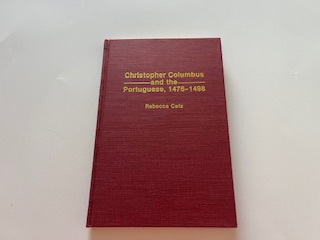 Christopher Columbus
and the
Portuguese, 1476–1498
Rebecca Catz